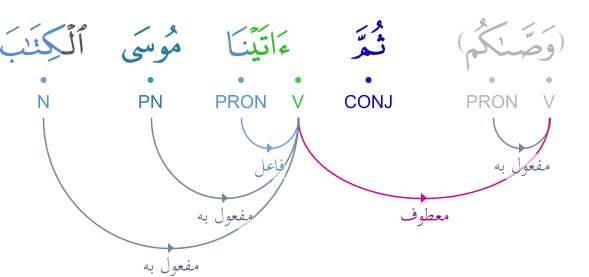 (وَصَّىٰكُم) ثُمَّ ءَاتَيْنَا مُوسَى ٱلْكِتَٰبَ
V PRON CONJ V PRON PN N
مفعول به فاعل
مفعول به معطوف
مفعول به